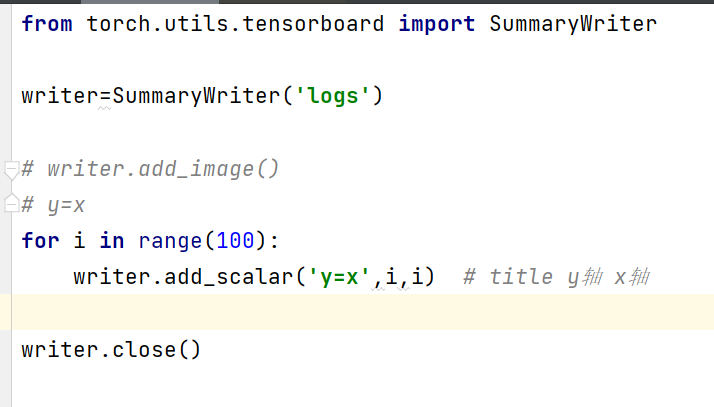 from torch.utils.tensorboard import SummaryWriter
writer=SummaryWriter('logs')
# writer.add_image()
# y=x
for i in range(100):
    writer.add_scalar('y=x',i,i)  # title y轴 x轴
writer.close()